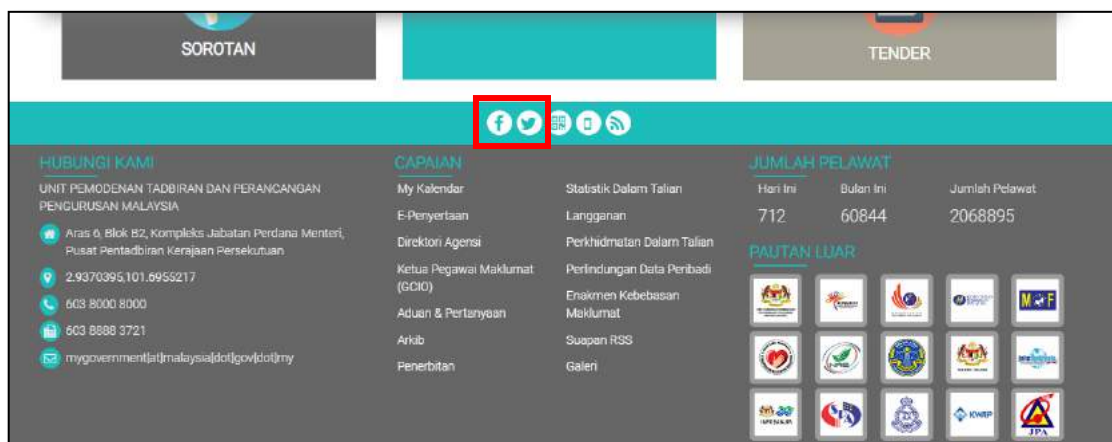 SOROTAN
TENDER
HUBUNGI KAMI
UNIT PEMODENAN TADBIRAN DAN PERANCANGAN
PENGURUSAN MALAYSIA
Aras 6, Blok B2, Kompleks Jabatan Perdana Menteri,
Pusat Pentadbiran Kerajaan Persekutuan
2.9370395,101.6955217
603 8000 8000
603 8888 3721
mygovernment[at]malaysia[dot]gov[dot]my
CAPAIAN
My Kalendar
E-Penyertaan
Direktori Agensi
Ketua Pegawai Maklumat
(GCIO)
Aduan & Pertanyaan
Arkib
Penerbitan
Statistik Dalam Talian
Langganan
Perkhidmatan Dalam Talian
Perlindungan Data Peribadi
Enakmen Kebebasan
Maklumat
Suapan RSS
Galeri
JUMLAH PELAWAT
Hari Ini
Bulan Ini
Jumlah Pelawat
712
60844
2068895
PAUTAN LUAR
MOF
SPA
KWAP
JPA